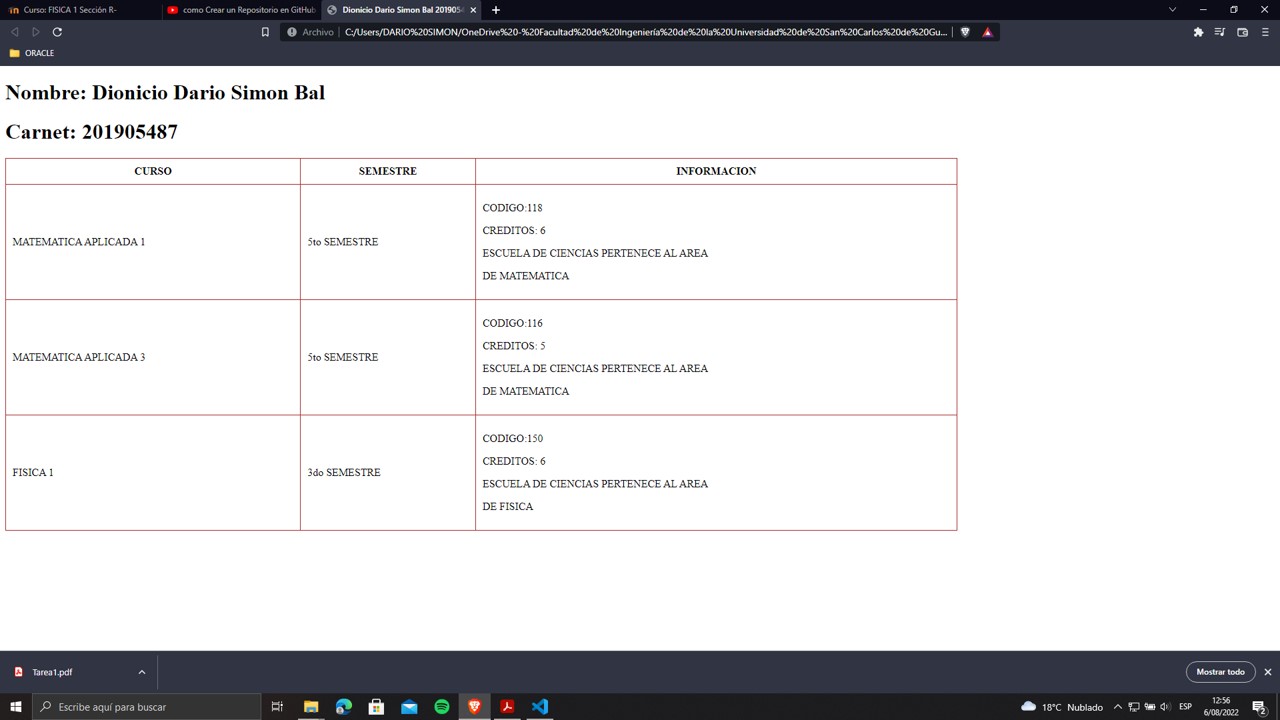 Curso: FISICA 1 Sección R-
como Crear un Repositorio en GitHub
Dionicio Dario Simon Bal 201905
Archivo
C:/Users/DARIO%20SIMON/OneDrive%20-%20Facultad%20de%20Ingeniería%20de%20la%20Universidad%20de%20San%20Carlos%20de%20Gu...
ORACLE
Nombre: Dionicio Dario Simon Bal
Carnet: 201905487
CURSO SEMESTRE INFORMACION
MATEMATICA APLICADA 1
5to SEMESTRE
CODIGO:118
CREDITOS: 6
ESCUELA DE CIENCIAS PERTENECE AL AREA
DE MATEMATICA
MATEMATICA APLICADA 3
5to SEMESTRE
CODIGO:116
CREDITOS: 5
ESCUELA DE CIENCIAS PERTENECE AL AREA
DE MATEMATICA
FISICA 1
3do SEMESTRE
CODIGO:150
CREDITOS: 6
ESCUELA DE CIENCIAS PERTENECE AL AREA
DE FISICA
Tarea1.pdf
Mostrar todo
Escribe aquí para buscar
18°C Nublado
ESP
12:56
6/08/2022
2